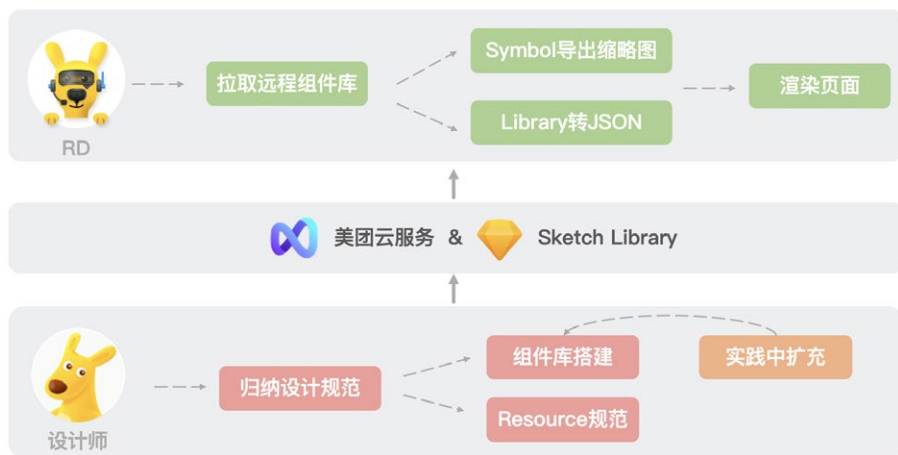 Symbol导出缩略图
拉取远程组件库
渲染页面
Library转JSON
RD
美团云服务 & Sketch Library
组件库搭建
实践中扩充
归纳设计规范
Resource规范
设计师